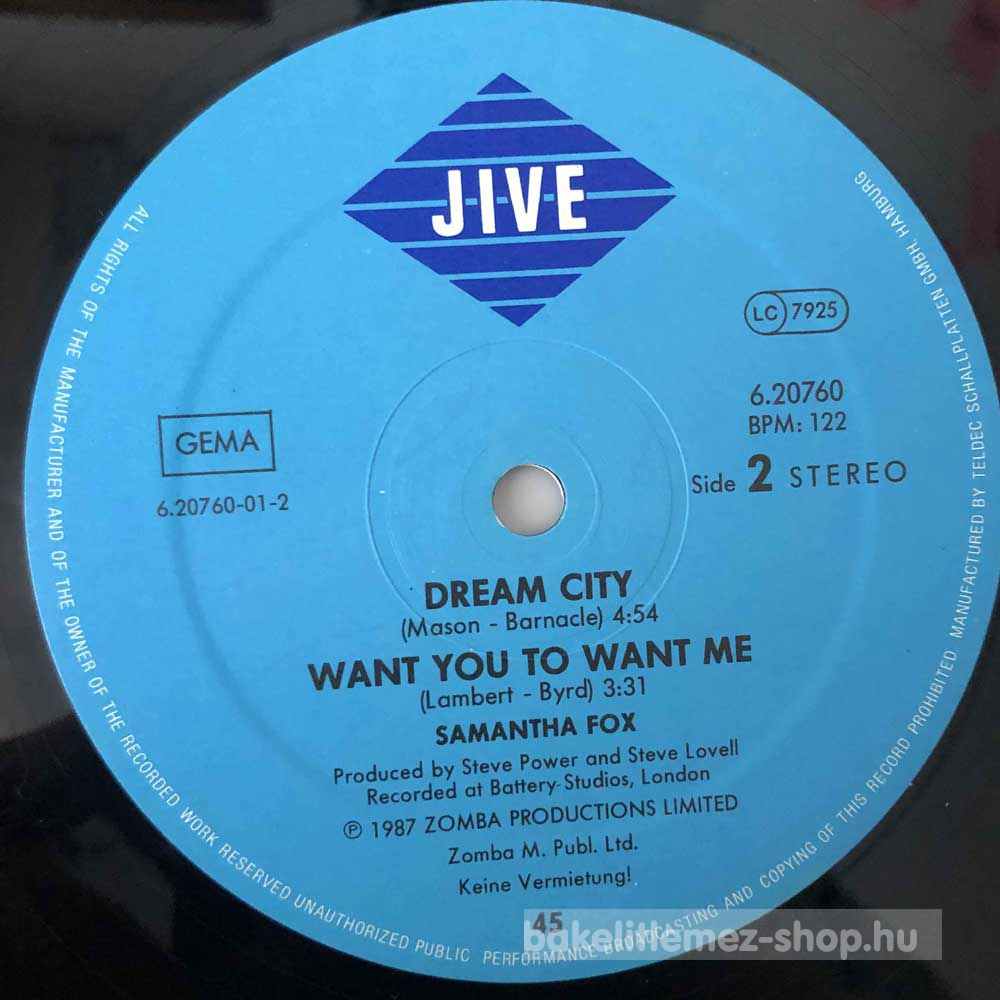 JIVE
LC 7925
6.20760
BPM: 122
Side 2 STEREO
GEMA
6.20760-01-2
DREAM CITY
(Mason - Barnacle) 4:54
WANT YOU TO WANT ME
(Lambert - Byrd) 3:31
SAMANTHA FOX
Produced by Steve Power and Steve Lovell
Recorded at Battery-Studios, London
℗ 1987 ZOMBA PRODUCTIONS LIMITED
Zomba M. Publ. Ltd.
Keine Vermietung!
45
ALL RIGHTS OF THE MANUFACTURER AND OF THE OWNER OF THE RECORDED WORK RESERVED UNAUTHORIZED PUBLIC PERFORMANCE BROADCASTING AND COPYING OF THIS RECORD PROHIBITED MANUFACTURED BY TELDEC SCHALLPLATTEN GMBH, HAMBURG
bakelitlemez-shop.hu